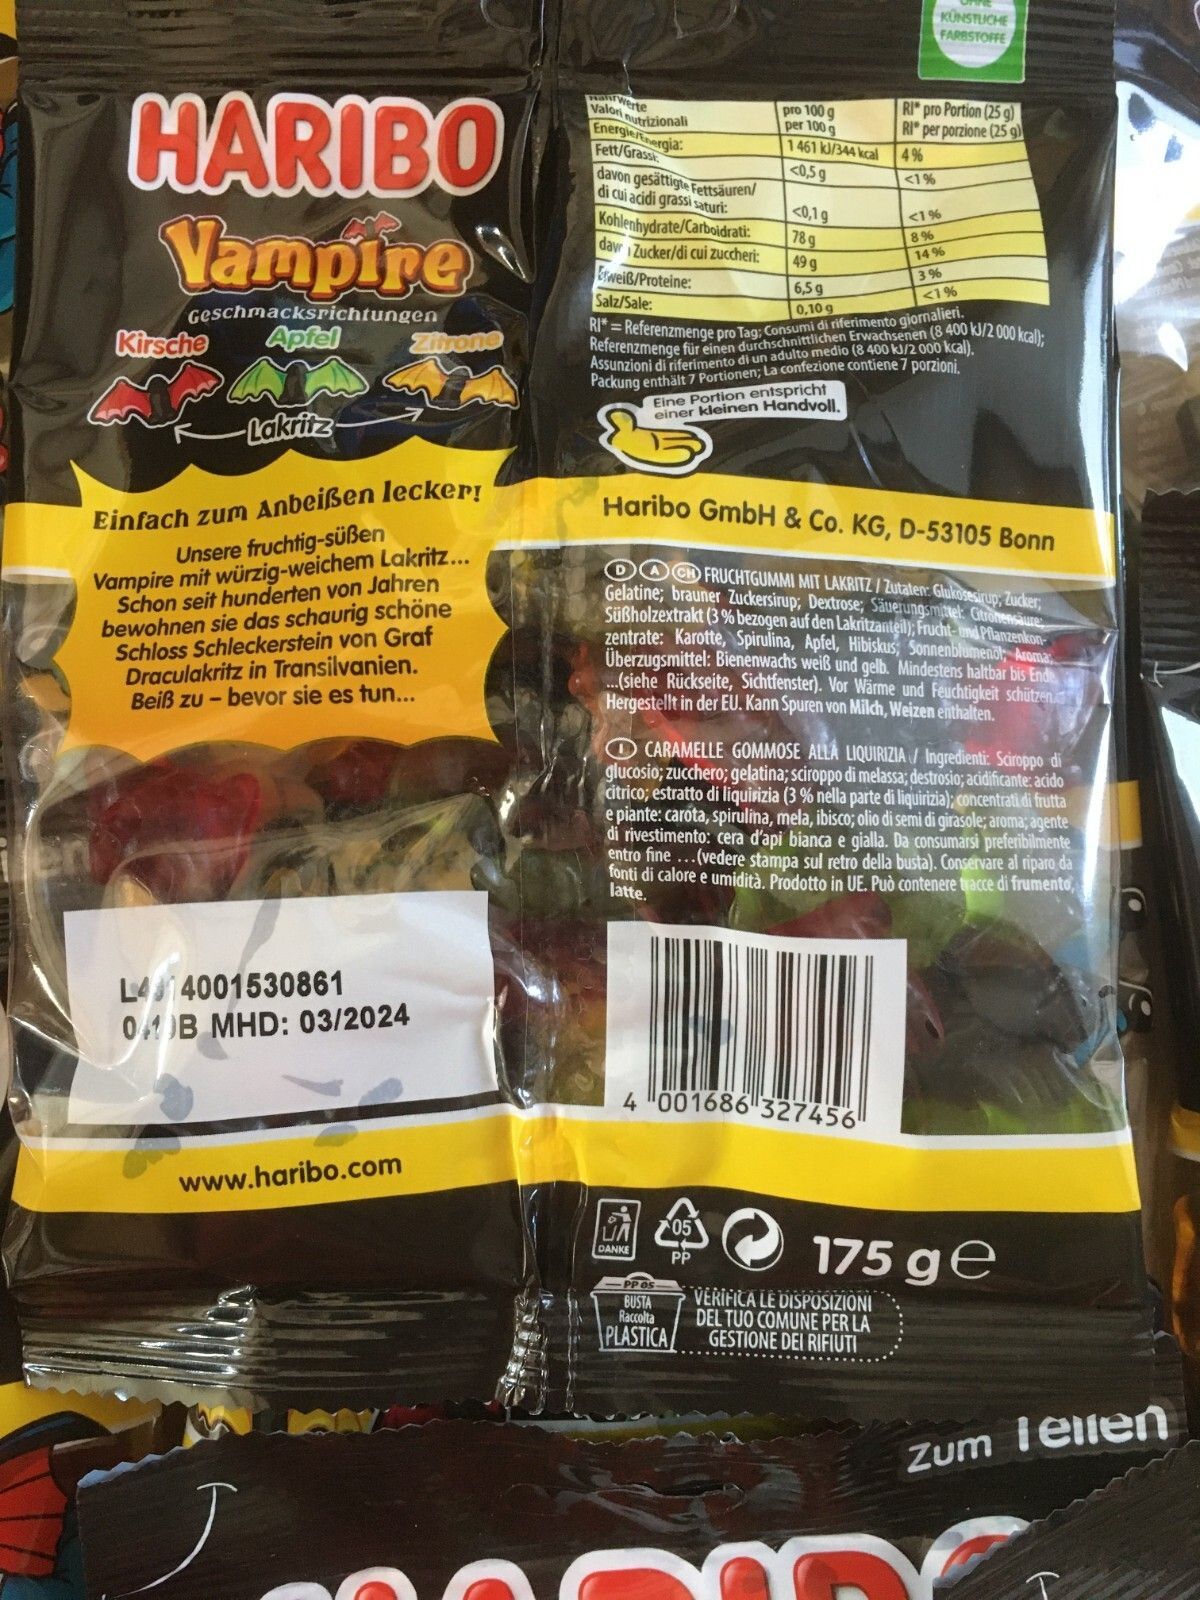 HARIBO
Vampire
Geschmacksrichtungen
Kirsche
Apfel
Zitrone
Lakritz
Einfach zum Anbeißen lecker!
Unsere fruchtig-süßen
Vampire mit würzig-weichem Lakritz...
Schon seit hunderten von Jahren
bewohnen sie das schaurig schöne
Schloss Schleckerstein von Graf
Draculakritz in Transilvanien.
Beiß zu – bevor sie es tun...
4001530861
MHD: 03/2024
www.haribo.com
KÜNSTLICHE
FARBSTOFFE
Nährwerte
Valori nutrizionali
pro 100 g
per 100 g
RI* pro Portion (25 g)
RI* per porzione (25 g)
Energie/Energia: 1 461 kJ/344 kcal 4 %
Fett/Grassi: <0,5 g <1 %
davon gesättigte Fettsäuren/
di cui acidi grassi saturi: <0,1 g <1 %
Kohlenhydrate/Carboidrati: 78 g 8 %
davon Zucker/di cui zuccheri: 49 g 14 %
Eiweiß/Proteine: 6,5 g 3 %
Salz/Sale: 0,10 g <1 %
RI* = Referenzmenge pro Tag; Consumi di riferimento giornalieri.
Referenzmenge für einen durchschnittlichen Erwachsenen (8 400 kJ/2 000 kcal);
Assunzioni di riferimento di un adulto medio (8 400 kJ/2 000 kcal).
Packung enthält 7 Portionen; La confezione contiene 7 porzioni.
Eine Portion entspricht
einer kleinen Handvoll.
Haribo GmbH & Co. KG, D-53105 Bonn
D A CH FRUCHTGUMMI MIT LAKRITZ / Zutaten: Glukosesirup; Zucker;
Gelatine; brauner Zuckersirup; Dextrose; Säuerungsmittel: Citronensäure;
Süßholzextrakt (3 % bezogen auf den Lakritzanteil); Frucht- und Pflanzenkon-
zentrate: Karotte, Spirulina, Apfel, Hibiskus; Sonnenblumenöl; Aroma;
Überzugsmittel: Bienenwachs weiß und gelb. Mindestens haltbar bis Ende
...(siehe Rückseite, Sichtfenster). Vor Wärme und Feuchtigkeit schützen.
Hergestellt in der EU. Kann Spuren von Milch, Weizen enthalten.
I CARAMELLE GOMMOSE ALLA LIQUIRIZIA / Ingredienti: Sciroppo di
glucosio; zucchero; gelatina; sciroppo di melassa; destrosio; acidificante: acido
citrico; estratto di liquirizia (3 % nella parte di liquirizia); concentrati di frutta
e piante: carota, spirulina, mela, ibisco; olio di semi di girasole; aroma; agente
di rivestimento: cera d'api bianca e gialla. Da consumarsi preferibilmente
entro fine ...(vedere stampa sul retro della busta). Conservare al riparo da
fonti di calore e umidità. Prodotto in UE. Può contenere tracce di frumento,
latte.
4 001686 327456
DANKE
05
PP
175 g e
PP 05
BUSTA
Raccolta
PLASTICA
VERIFICA LE DISPOSIZIONI
DEL TUO COMUNE PER LA
GESTIONE DEI RIFIUTI
zum Teilen
HARIBO